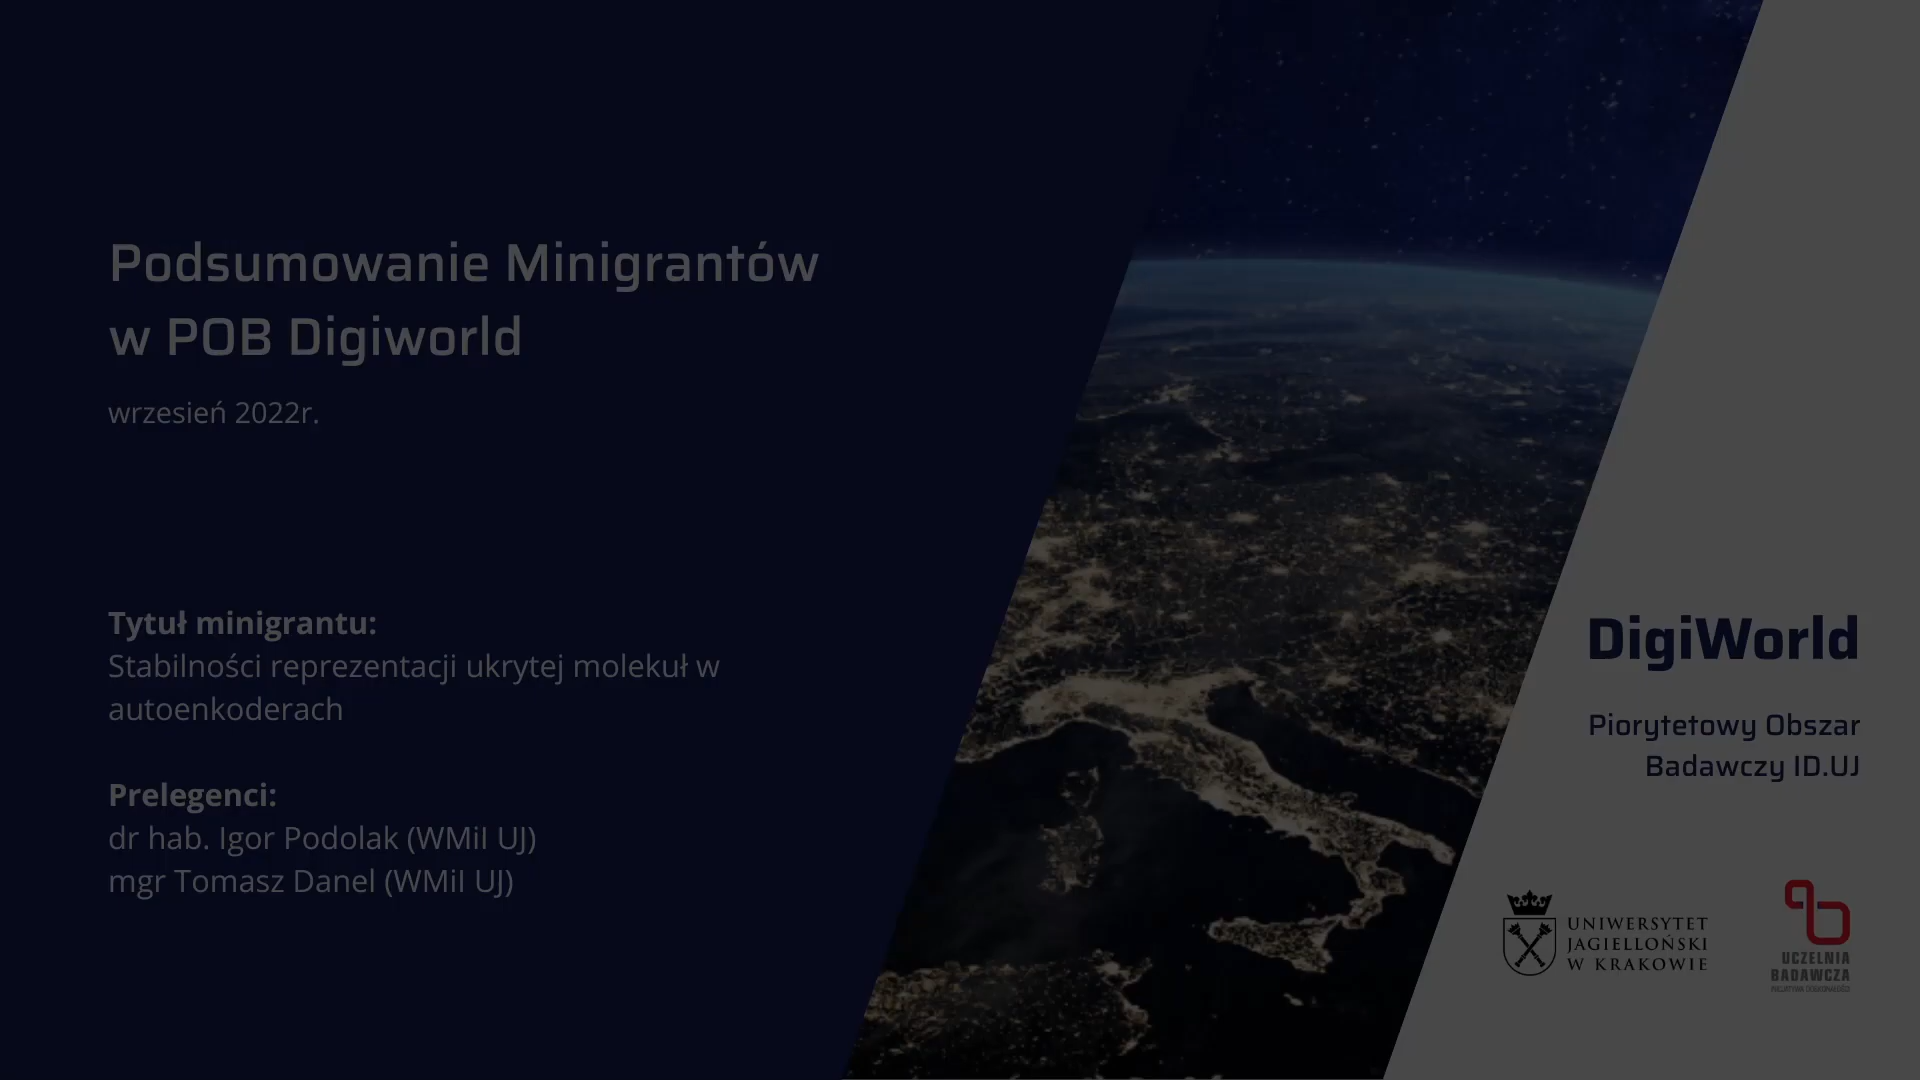 Podsumowanie Minigrantów
w POB Digiworld
wrzesień 2022r.
Tytuł minigrantu:
Stabilności reprezentacji ukrytej molekuł w
autoenkoderach
Prelegenci:
dr hab. Igor Podolak (WMiI UJ)
mgr Tomasz Danel (WMiI UJ)
DigiWorld
Piorytetowy Obszar
Badawczy ID.UJ
UNIWERSYTET
JAGIELLOŃSKI
W KRAKOWIE
UCZELNIA
BADAWCZA